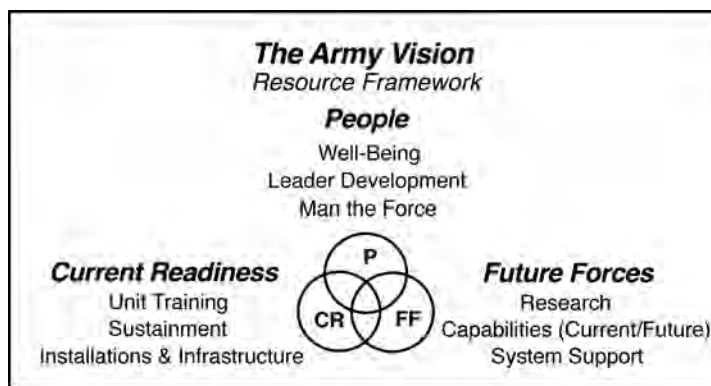 The Army Vision
Resource Framework
People
Well-Being
Leader Development
Man the Force
P
CR
FF
Current Readiness
Unit Training
Sustainment
Installations & Infrastructure
Future Forces
Research
Capabilities (Current/Future)
System Support